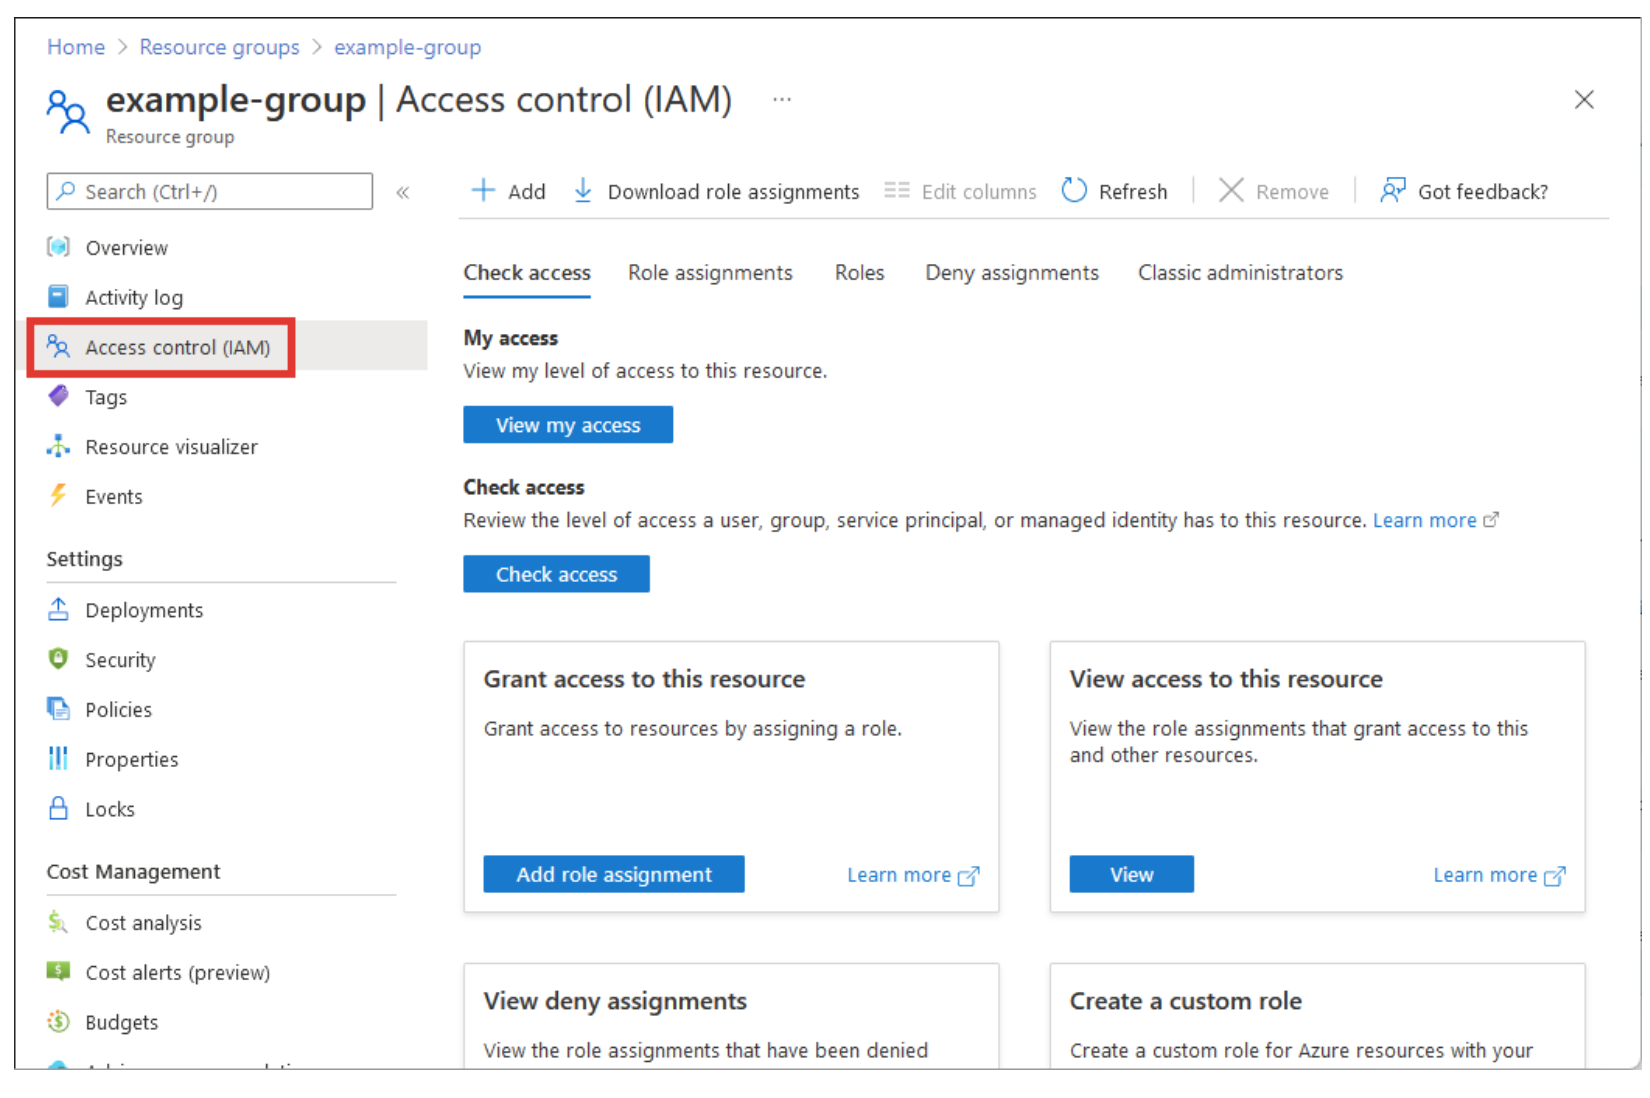 Home > Resource groups > example-group
example-group | Access control (IAM) ...
Resource group
Search (Ctrl+/) «
Overview
Activity log
Access control (IAM)
Tags
Resource visualizer
Events
Settings
Deployments
Security
Policies
Properties
Locks
Cost Management
Cost analysis
Cost alerts (preview)
Budgets
Add Download role assignments Edit columns Refresh Remove Got feedback?
Check access Role assignments Roles Deny assignments Classic administrators
My access
View my level of access to this resource.
View my access
Check access
Review the level of access a user, group, service principal, or managed identity has to this resource. Learn more
Check access
Grant access to this resource
Grant access to resources by assigning a role.
Add role assignment Learn more
View access to this resource
View the role assignments that grant access to this
and other resources.
View Learn more
View deny assignments
View the role assignments that have been denied
Create a custom role
Create a custom role for Azure resources with your